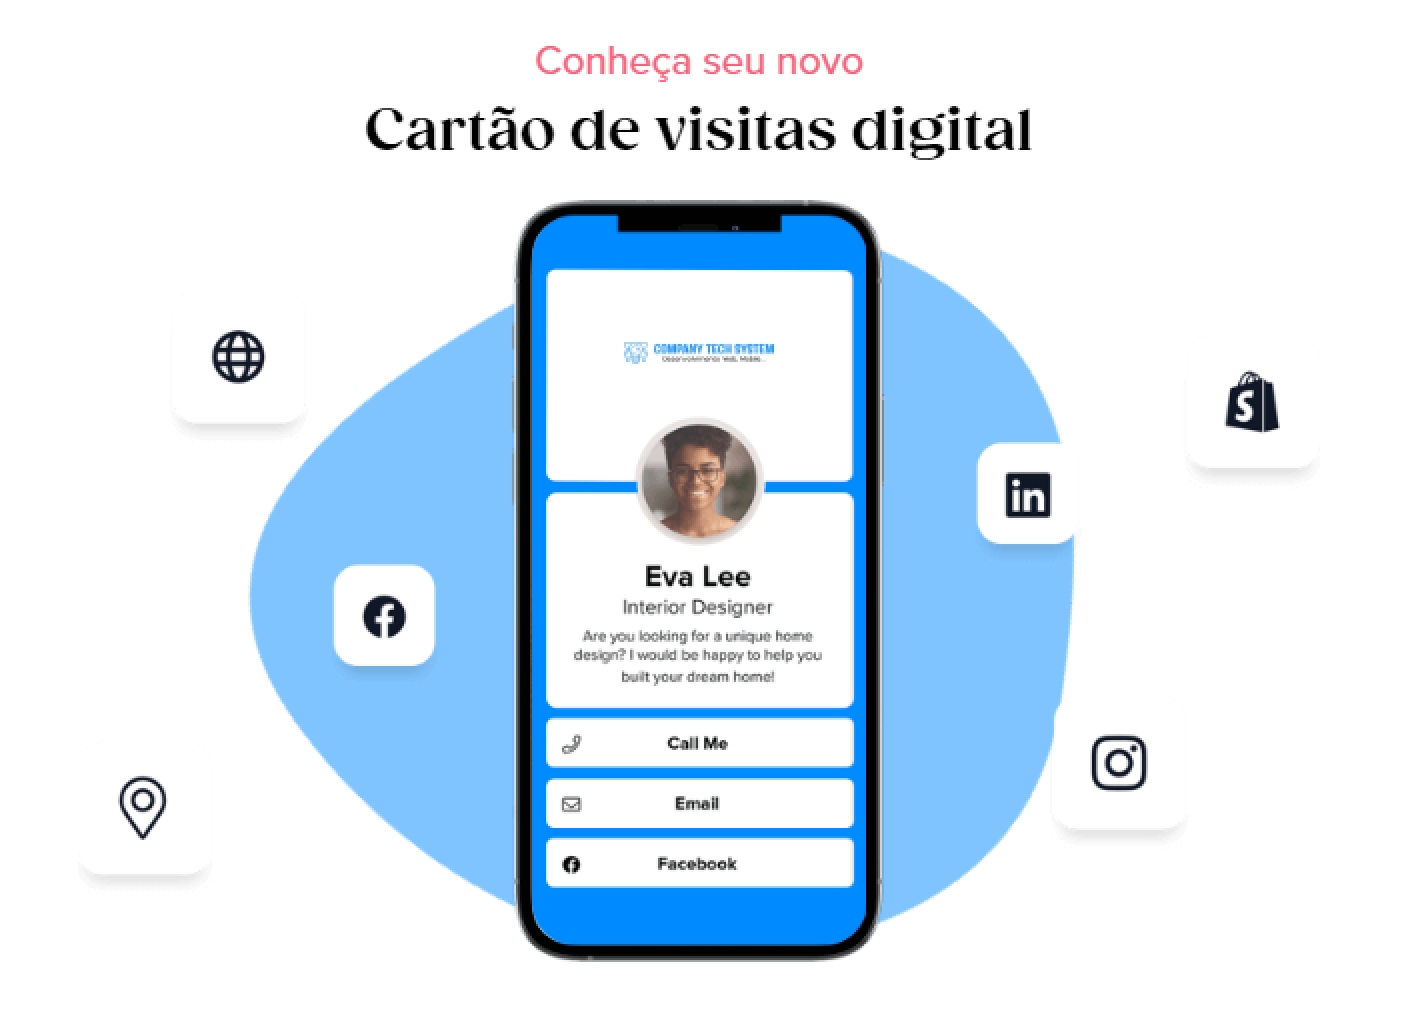 Conheça seu novo
Cartão de visitas digital
COMPANY TECH SYSTEM
Desenvolvimento Web, Mobile...
Eva Lee
Interior Designer
Are you looking for a unique home
design? I would be happy to help you
built your dream home!
Call Me
Email
Facebook